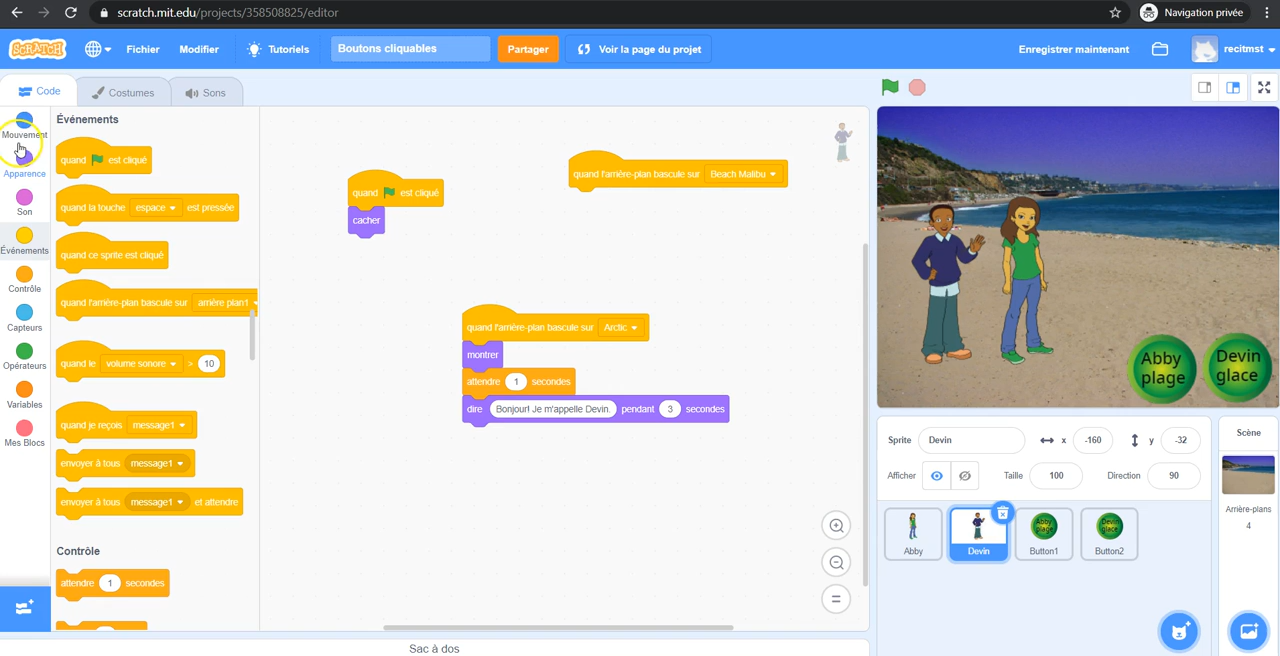 scratch.mit.edu/projects/358508825/editor
Navigation privée
SCRATCH
Fichier
Modifier
Tutoriels
Boutons cliquables
Partager
Voir la page du projet
Enregistrer maintenant
recitmst
Code
Costumes
Sons
Mouvement
Apparence
Son
Événements
Contrôle
Capteurs
Opérateurs
Variables
Mes Blocs
Événements
quand est cliqué
quand la touche espace est pressée
quand ce sprite est cliqué
quand l'arrière-plan bascule sur arrière plan1
quand le volume sonore > 10
quand je reçois message1
envoyer à tous message1
envoyer à tous message1 et attendre
Contrôle
attendre 1 secondes
quand est cliqué
cacher
quand l'arrière-plan bascule sur Beach Malibu
quand l'arrière-plan bascule sur Arctic
montrer
attendre 1 secondes
dire Bonjour! Je m'appelle Devin. pendant 3 secondes
Sac à dos
Abby
plage
Devin
glace
Sprite Devin x -160 y -32
Afficher Taille 100 Direction 90
Abby
Devin
Abby
plage
Button1
Devin
glace
Button2
Scène
Arrière-plans
4